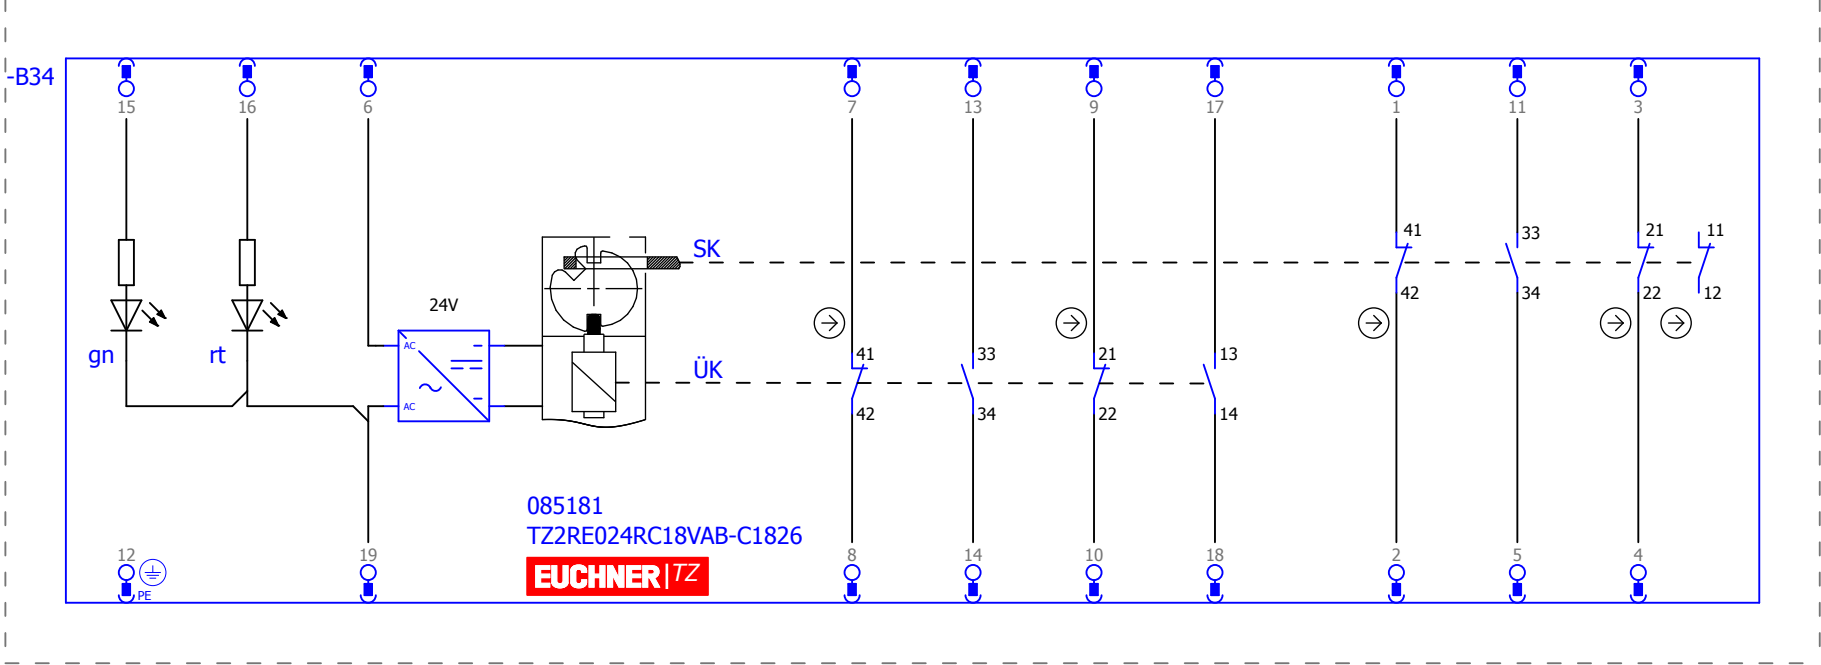 -B34
15 16 6 7 13 9 17 1 11 3
41 33 21 11
SK
42 34 22 12
24V
gn rt AC
41 33 21 13
ÜK
AC
42 34 22 14
085181
TZ2RE024RC18VAB-C1826
12 19 8 14 10 18 2 5 4
EUCHNER TZ
PE